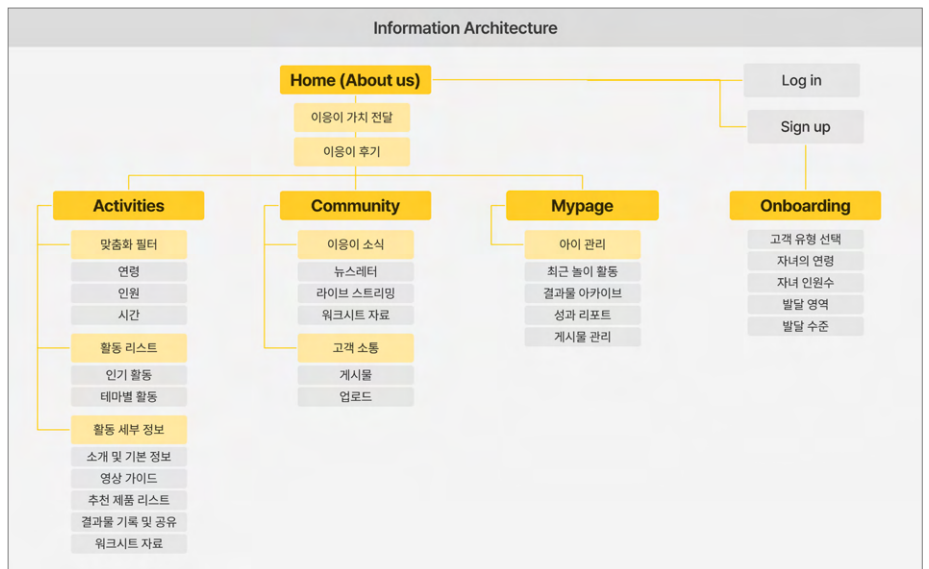 Information Architecture
Home (About us)
이응이 가치 전달
이응이 후기
Log in
Sign up
Activities
맞춤화 필터
연령
인원
시간
활동 리스트
인기 활동
테마별 활동
활동 세부 정보
소개 및 기본 정보
영상 가이드
추천 제품 리스트
결과물 기록 및 공유
워크시트 자료
Community
이응이 소식
뉴스레터
라이브 스트리밍
워크시트 자료
고객 소통
게시물
업로드
Mypage
아이 관리
최근 놀이 활동
결과물 아카이브
성과 리포트
게시물 관리
Onboarding
고객 유형 선택
자녀의 연령
자녀 인원수
발달 영역
발달 수준